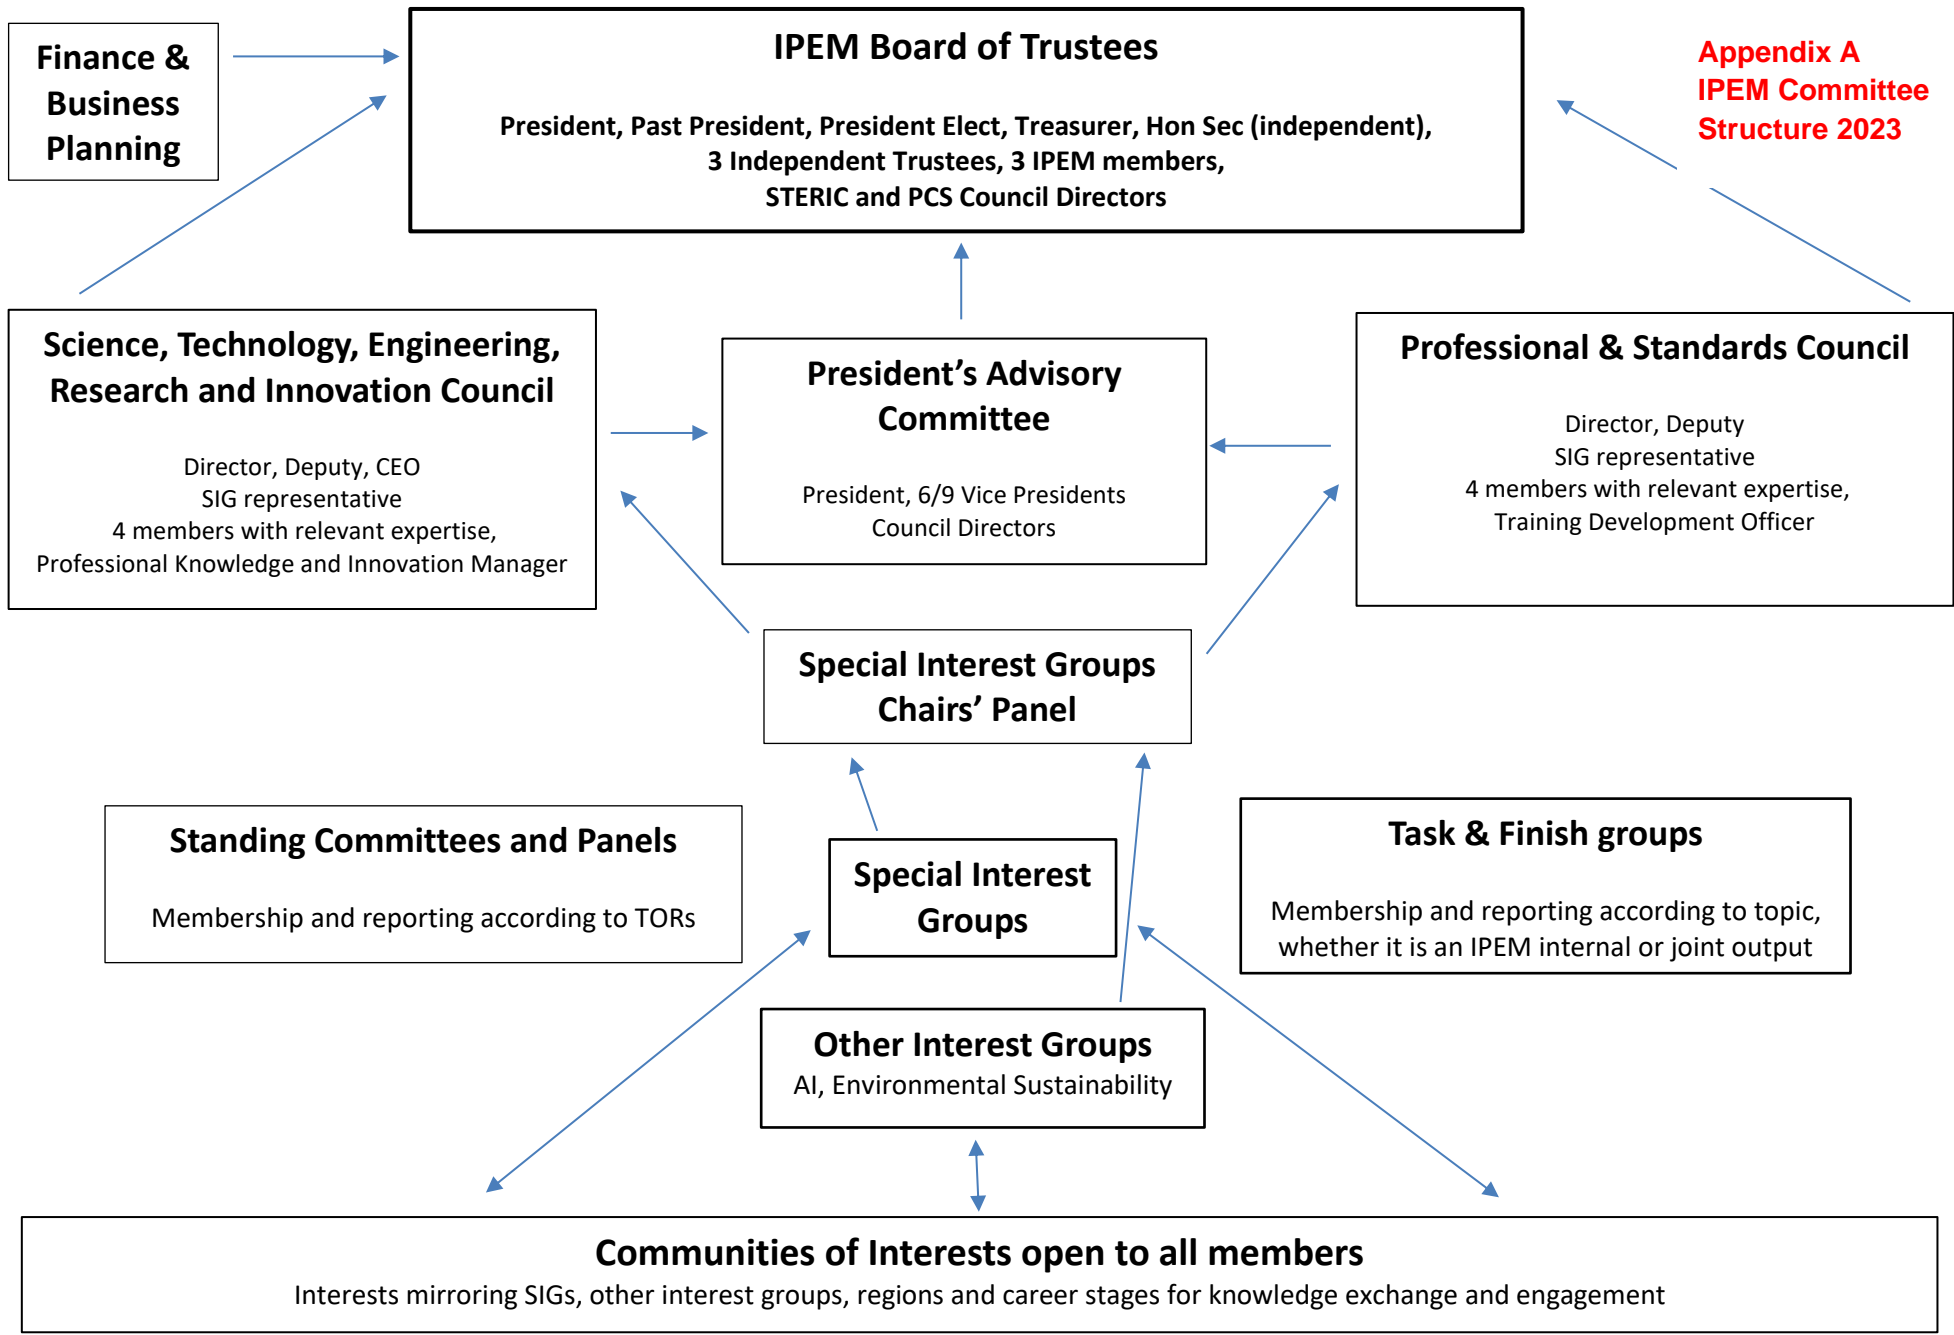 Finance &
Business
Planning
IPEM Board of Trustees
President, Past President, President Elect, Treasurer, Hon Sec (independent),
3 Independent Trustees, 3 IPEM members,
STERIC and PCS Council Directors
Appendix A
IPEM Committee
Structure 2023
Science, Technology, Engineering,
Research and Innovation Council
Director, Deputy, CEO
SIG representative
4 members with relevant expertise,
Professional Knowledge and Innovation Manager
President’s Advisory
Committee
President, 6/9 Vice Presidents
Council Directors
Professional & Standards Council
Director, Deputy
SIG representative
4 members with relevant expertise,
Training Development Officer
Special Interest Groups
Chairs’ Panel
Standing Committees and Panels
Membership and reporting according to TORs
Special Interest
Groups
Task & Finish groups
Membership and reporting according to topic,
whether it is an IPEM internal or joint output
Other Interest Groups
AI, Environmental Sustainability
Communities of Interests open to all members
Interests mirroring SIGs, other interest groups, regions and career stages for knowledge exchange and engagement